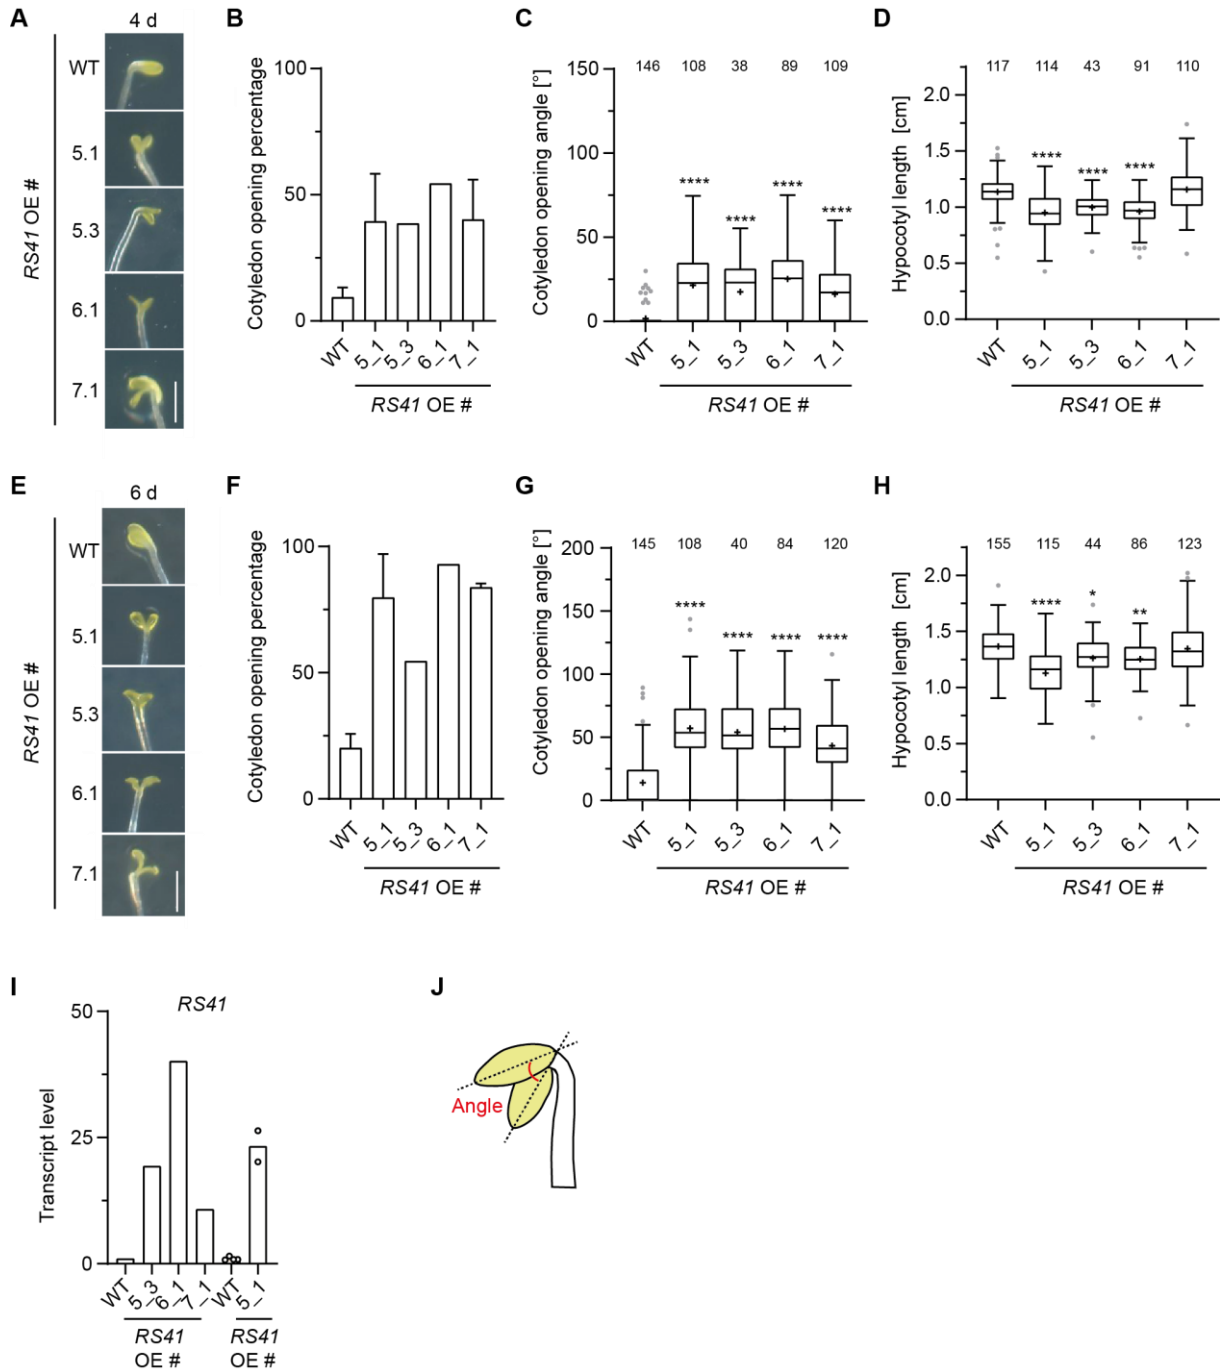 A
4 d
RS41 OE #
WT
5.1
5.3
6.1
7.1
B
Cotyledon opening percentage
100
50
0
WT
5_1
5_3
6_1
7_1
RS41 OE #
C
Cotyledon opening angle [°]
146 108 38 89 109
150
100
50
0
**** **** **** ****
WT
5_1
5_3
6_1
7_1
RS41 OE #
D
Hypocotyl length [cm]
117 114 43 91 110
2.0
1.5
1.0
0.5
0.0
**** **** ****
WT
5_1
5_3
6_1
7_1
RS41 OE #
E
6 d
RS41 OE #
WT
5.1
5.3
6.1
7.1
F
Cotyledon opening percentage
100
50
0
WT
5_1
5_3
6_1
7_1
RS41 OE #
G
Cotyledon opening angle [°]
145 108 40 84 120
200
150
100
50
0
**** **** **** ****
WT
5_1
5_3
6_1
7_1
RS41 OE #
H
Hypocotyl length [cm]
155 115 44 86 123
2.0
1.5
1.0
0.5
0.0
**** * **
WT
5_1
5_3
6_1
7_1
RS41 OE #
I
RS41
Transcript level
50
25
0
WT
5_3
6_1
7_1
WT
5_1
RS41
OE #
RS41
OE #
J
Angle